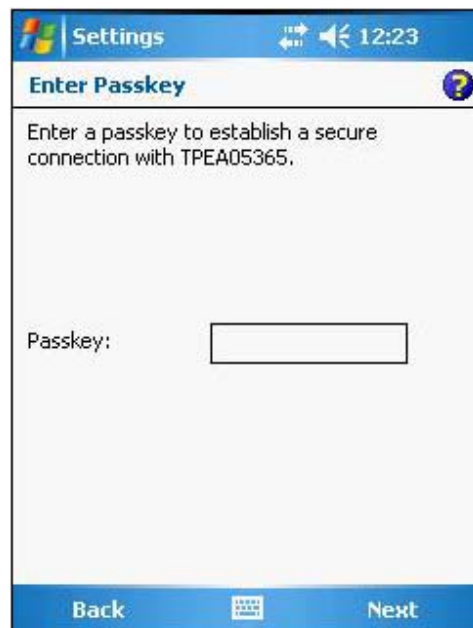 Settings 12:23
Enter Passkey
?
Enter a passkey to establish a secure
connection with TPEA05365.
Passkey:
Back Next